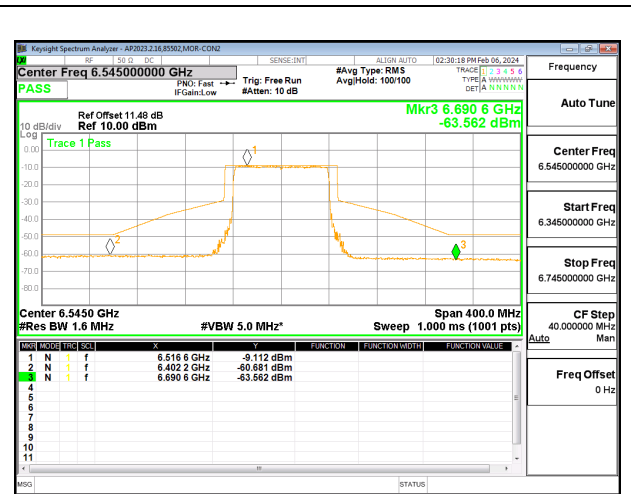 Keysight Spectrum Analyzer - AP2023.2.16,85502,MOR-CON2
RF 50 Ω DC SENSE:INT ALIGN AUTO 02:30:18 PM Feb 06, 2024
Center Freq 6.545000000 GHz
PASS
PNO: Fast
IFGain:Low
Trig: Free Run
#Atten: 10 dB
#Avg Type: RMS
Avg|Hold: 100/100
TRACE 1 2 3 4 5 6
TYPE A WWWWW
DET A N N N N N
Ref Offset 11.48 dB
Ref 10.00 dBm
10 dB/div
Log
Mkr3 6.690 6 GHz
-63.562 dBm
Trace 1 Pass
0.00
-10.0
-20.0
-30.0
-40.0
-50.0
-60.0
-70.0
-80.0
1
2
3
Center 6.5450 GHz Span 400.0 MHz
#Res BW 1.6 MHz #VBW 5.0 MHz* Sweep 1.000 ms (1001 pts)
MKR MODE TRC SCL X Y FUNCTION FUNCTION WIDTH FUNCTION VALUE
1 N 1 f 6.516 6 GHz -9.112 dBm
2 N 1 f 6.402 2 GHz -60.681 dBm
3 N 1 f 6.690 6 GHz -63.562 dBm
4
5
6
7
8
9
10
11
MSG STATUS
Frequency
Auto Tune
Center Freq
6.545000000 GHz
Start Freq
6.345000000 GHz
Stop Freq
6.745000000 GHz
CF Step
40.000000 MHz
Auto Man
Freq Offset
0 Hz